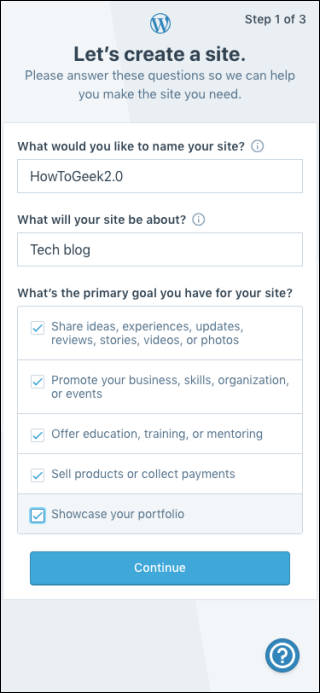 Step 1 of 3
Let's create a site.
Please answer these questions so we can help
you make the site you need.
What would you like to name your site?
HowToGeek2.0
What will your site be about?
Tech blog
What's the primary goal you have for your site?
Share ideas, experiences, updates,
reviews, stories, videos, or photos
Promote your business, skills, organization,
or events
Offer education, training, or mentoring
Sell products or collect payments
Showcase your portfolio
Continue